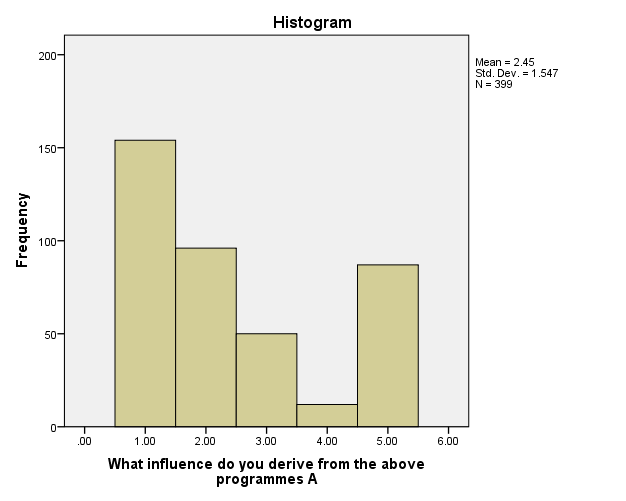 Histogram
Mean = 2.45
Std. Dev. = 1.547
N = 399
200
150
100
50
0
Frequency
.00 1.00 2.00 3.00 4.00 5.00 6.00
What influence do you derive from the above
programmes A